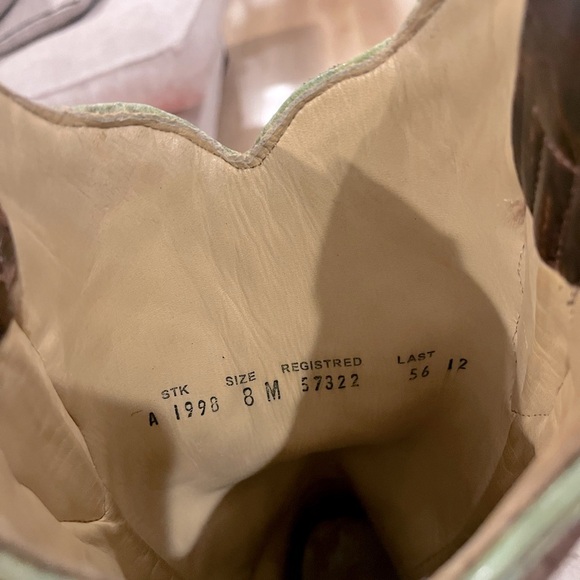 STK SIZE REGISTRED LAST
A 1998 8 M 57322 56 12